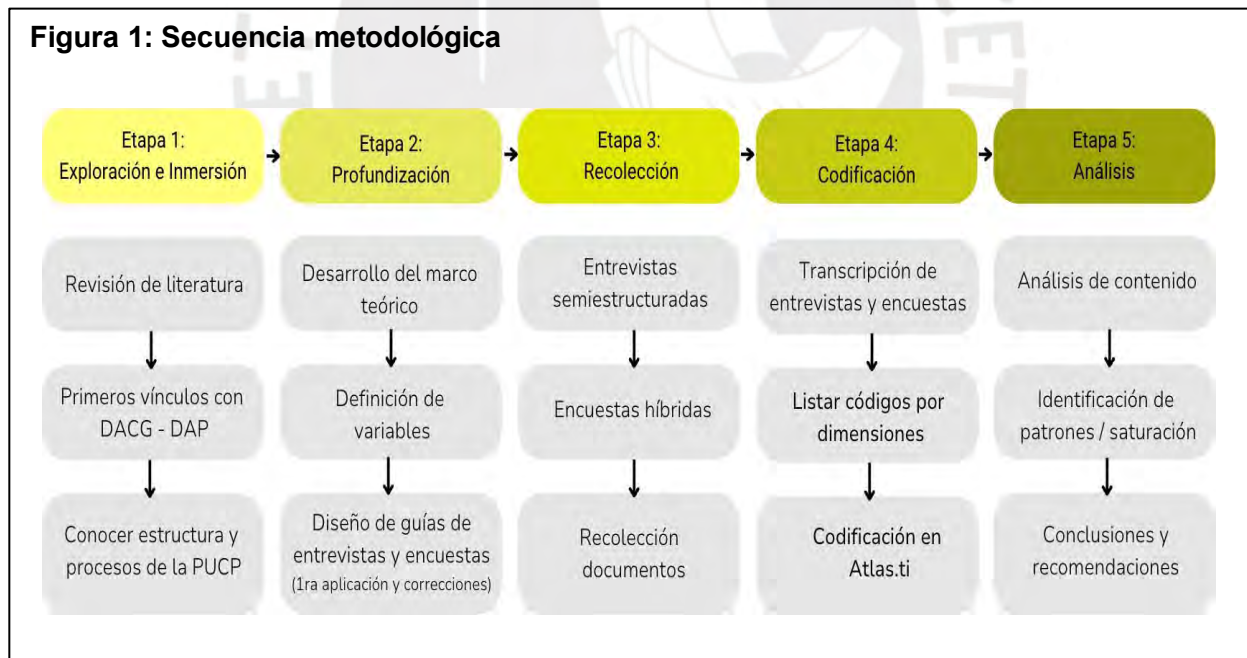 Figura 1: Secuencia metodológica
Etapa 1:
Exploración e Inmersión
Etapa 2:
Profundización
Etapa 3:
Recolección
Etapa 4:
Codificación
Etapa 5:
Análisis
Revisión de literatura
Primeros vínculos con
DACG - DAP
Conocer estructura y
procesos de la PUCP
Desarrollo del marco
teórico
Definición de
variables
Diseño de guías de
entrevistas y encuestas
(1ra aplicación y correcciones)
Entrevistas
semiestructuradas
Encuestas híbridas
Recolección
documentos
Transcripción de
entrevistas y encuestas
Listar códigos por
dimensiones
Codificación en
Atlas.ti
Análisis de contenido
Identificación de
patrones / saturación
Conclusiones y
recomendaciones